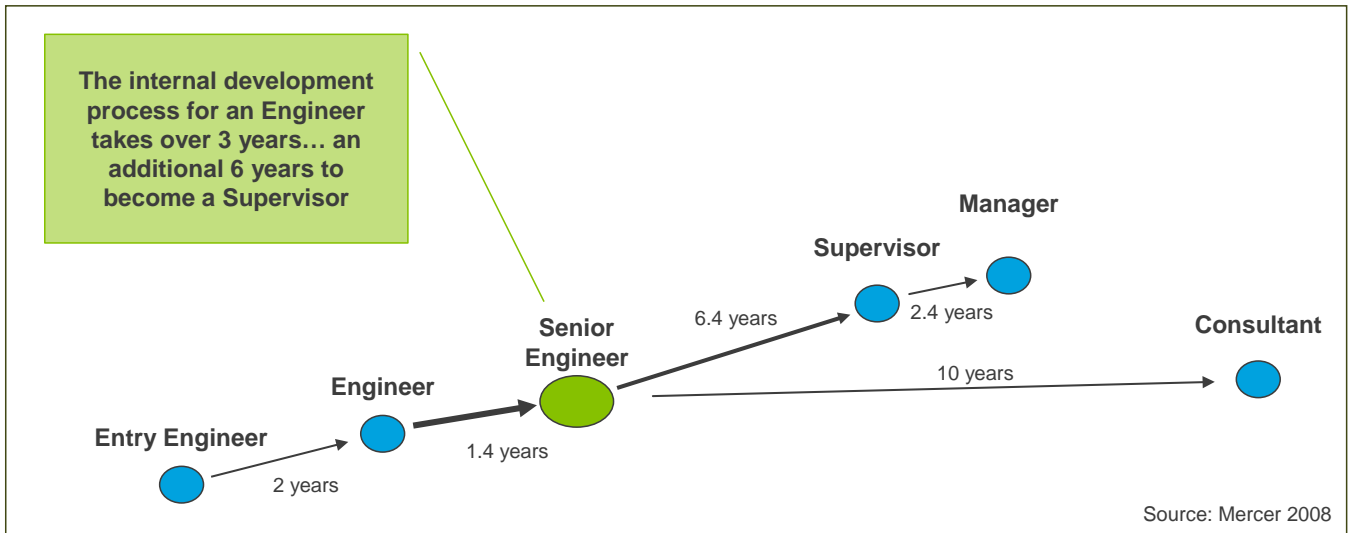 The internal development
process for an Engineer
takes over 3 years… an
additional 6 years to
become a Supervisor
Manager
Supervisor
6.4 years
2.4 years
Senior
Engineer
Consultant
10 years
Engineer
1.4 years
Entry Engineer
2 years
Source: Mercer 2008